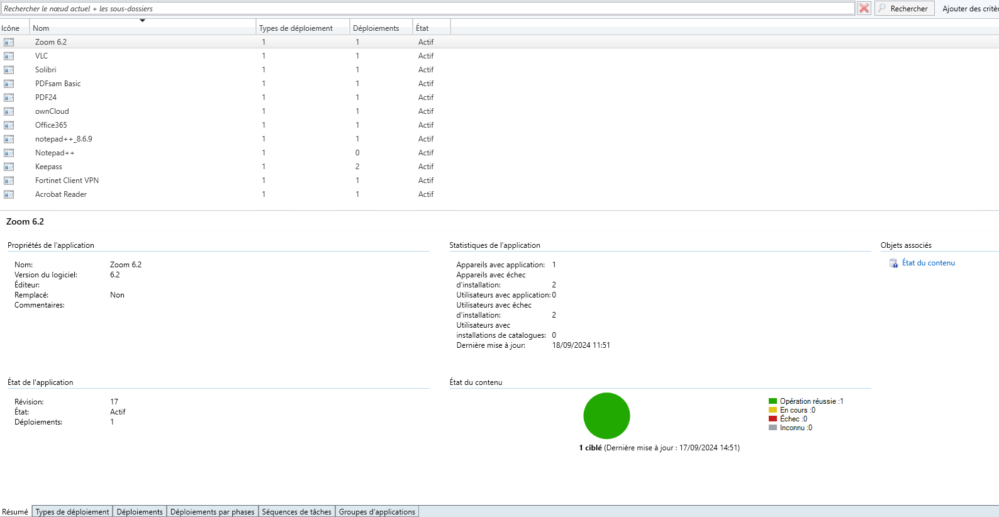 Rechercher le nœud actuel + les sous-dossiers
Rechercher
Ajouter des critèr
Icône Nom Types de déploiement Déploiements État
Zoom 6.2 1 1 Actif
VLC 1 1 Actif
Solibri 1 1 Actif
PDFsam Basic 1 1 Actif
PDF24 1 1 Actif
ownCloud 1 1 Actif
Office365 1 1 Actif
notepad++_8.6.9 1 1 Actif
Notepad++ 1 0 Actif
Keepass 1 2 Actif
Fortinet Client VPN 1 1 Actif
Acrobat Reader 1 1 Actif
Zoom 6.2
Propriétés de l'application
Nom: Zoom 6.2
Version du logiciel: 6.2
Éditeur:
Remplacé: Non
Commentaires:
Statistiques de l'application
Appareils avec application: 1
Appareils avec échec
d'installation: 2
Utilisateurs avec application: 0
Utilisateurs avec échec
d'installation: 2
Utilisateurs avec
installations de catalogues: 0
Dernière mise à jour: 18/09/2024 11:51
Objets associés
État du contenu
État de l'application
Révision: 17
État: Actif
Déploiements: 1
État du contenu
Opération réussie :1
En cours :0
Échec :0
Inconnu :0
1 ciblé (Dernière mise à jour : 17/09/2024 14:51)
Résumé Types de déploiement Déploiements Déploiements par phases Séquences de tâches Groupes d'applications